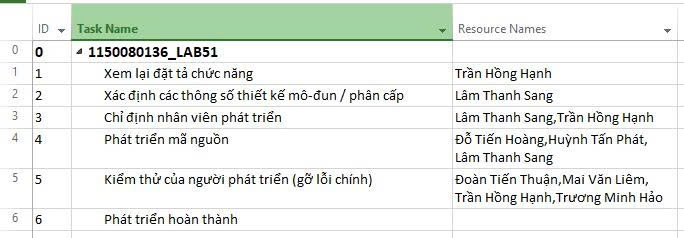 ID Task Name Resource Names
0 0 1150080136_LAB51
1 1 Xem lại đặt tả chức năng Trần Hồng Hạnh
2 2 Xác định các thông số thiết kế mô-đun / phân cấp Lâm Thanh Sang
3 3 Chỉ định nhân viên phát triển Lâm Thanh Sang,Trần Hồng Hạnh
4 4 Phát triển mã nguồn Đỗ Tiến Hoàng,Huỳnh Tấn Phát,
Lâm Thanh Sang
5 5 Kiểm thử của người phát triển (gỡ lỗi chính) Đoàn Tiến Thuận,Mai Văn Liêm,
Trần Hồng Hạnh,Trương Minh Hảo
6 6 Phát triển hoàn thành